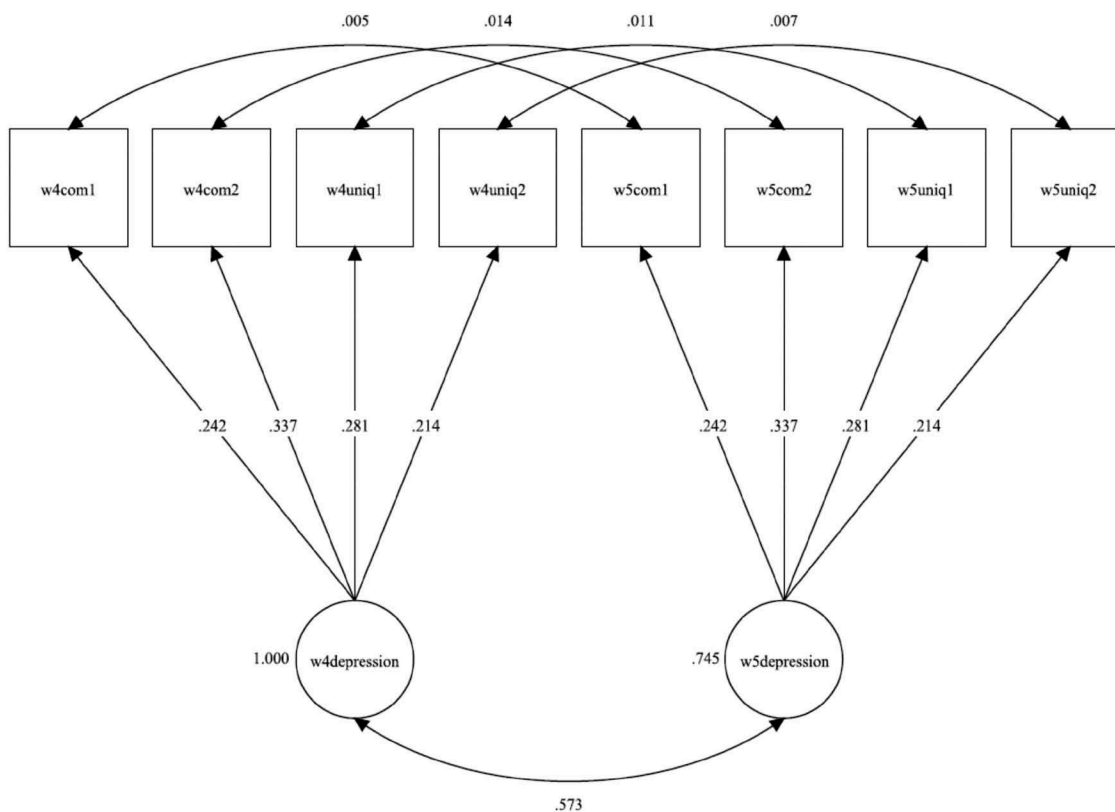 .005 .014 .011 .007
w4com1 w4com2 w4uniq1 w4uniq2 w5com1 w5com2 w5uniq1 w5uniq2
.242 .337 .281 .214 .242 .337 .281 .214
1.000 w4depression .745 w5depression
.573